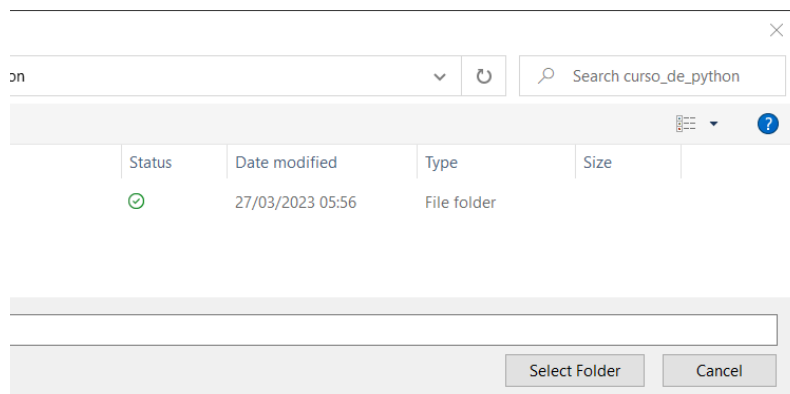 on
Search curso_de_python
?
Status Date modified Type Size
27/03/2023 05:56 File folder
Select Folder Cancel